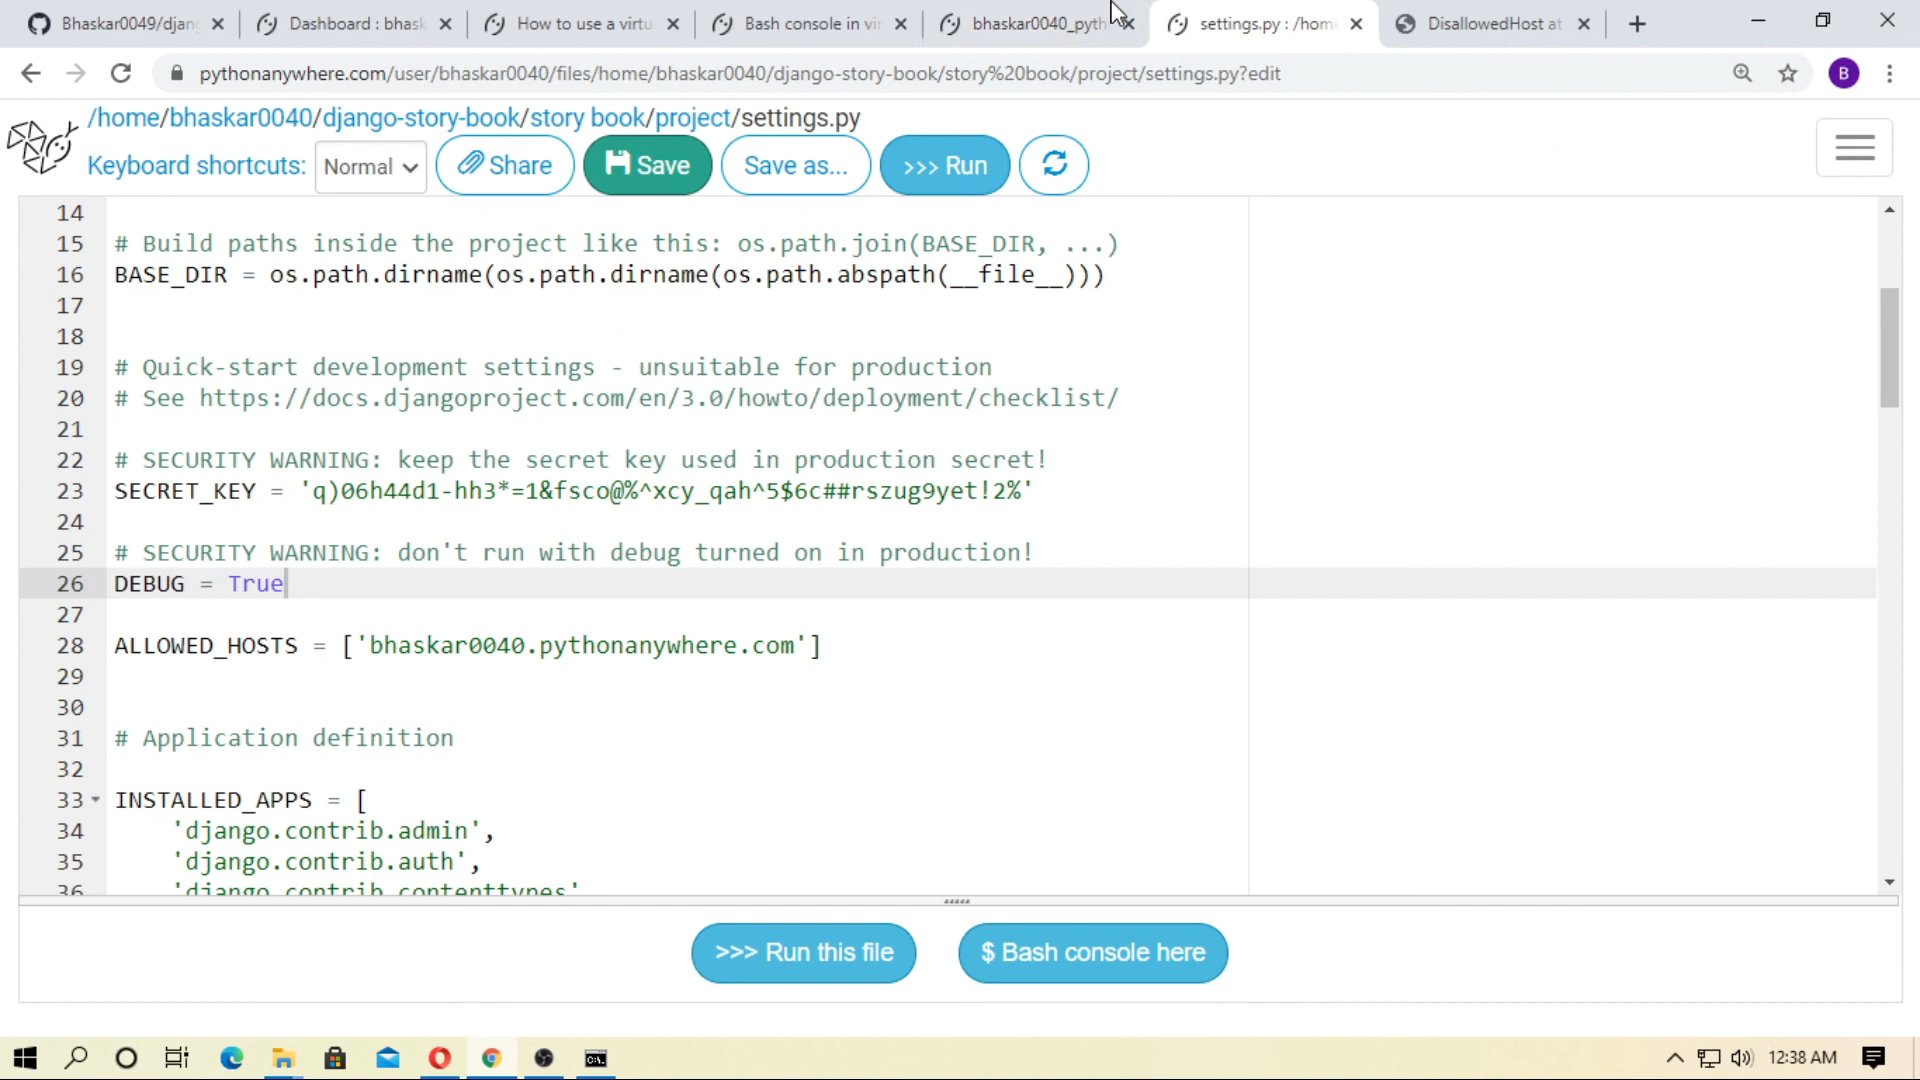 Bhaskar0049/djang
Dashboard : bhask
How to use a virtu
Bash console in vir
bhaskar0040_pyth
settings.py : /home
DisallowedHost at
pythonanywhere.com/user/bhaskar0040/files/home/bhaskar0040/django-story-book/story%20book/project/settings.py?edit
B
/home/bhaskar0040/django-story-book/story book/project/settings.py
Keyboard shortcuts: Normal Share Save Save as... >>> Run
14
15 # Build paths inside the project like this: os.path.join(BASE_DIR, ...)
16 BASE_DIR = os.path.dirname(os.path.dirname(os.path.abspath(__file__)))
17
18
19 # Quick-start development settings - unsuitable for production
20 # See https://docs.djangoproject.com/en/3.0/howto/deployment/checklist/
21
22 # SECURITY WARNING: keep the secret key used in production secret!
23 SECRET_KEY = 'q)06h44d1-hh3*=1&fsco@%^xcy_qah^5$6c##rszug9yet!2%'
24
25 # SECURITY WARNING: don't run with debug turned on in production!
26 DEBUG = True
27
28 ALLOWED_HOSTS = ['bhaskar0040.pythonanywhere.com']
29
30
31 # Application definition
32
33 INSTALLED_APPS = [
34 'django.contrib.admin',
35 'django.contrib.auth',
36 'django.contrib.contenttypes'
>>> Run this file
$ Bash console here
12:38 AM